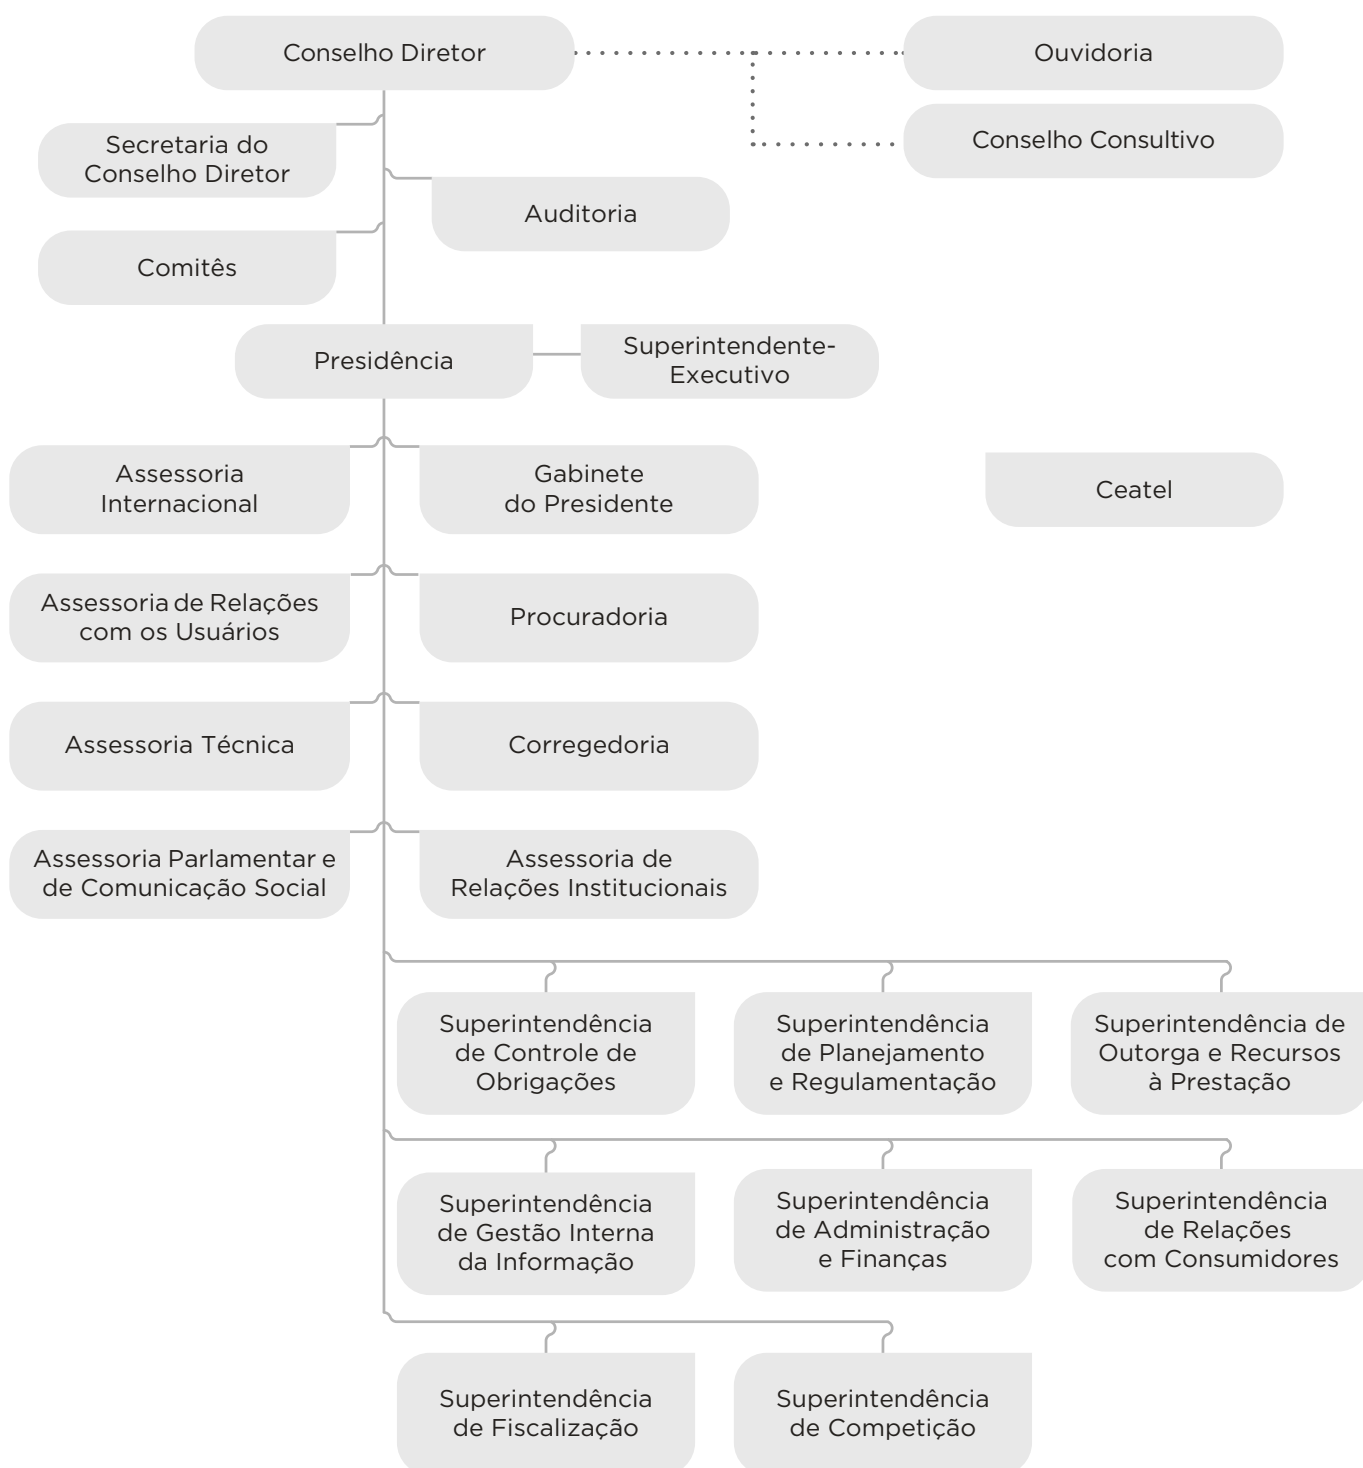 Conselho Diretor
Ouvidoria
Conselho Consultivo
Secretaria do
Conselho Diretor
Auditoria
Comitês
Presidência
Superintendente-
Executivo
Assessoria
Internacional
Gabinete
do Presidente
Ceatel
Assessoria de Relações
com os Usuários
Procuradoria
Assessoria Técnica
Corregedoria
Assessoria Parlamentar e
de Comunicação Social
Assessoria de
Relações Institucionais
Superintendência
de Controle de
Obrigações
Superintendência
de Planejamento
e Regulamentação
Superintendência de
Outorga e Recursos
à Prestação
Superintendência
de Gestão Interna
da Informação
Superintendência
de Administração
e Finanças
Superintendência
de Relações
com Consumidores
Superintendência
de Fiscalização
Superintendência
de Competição